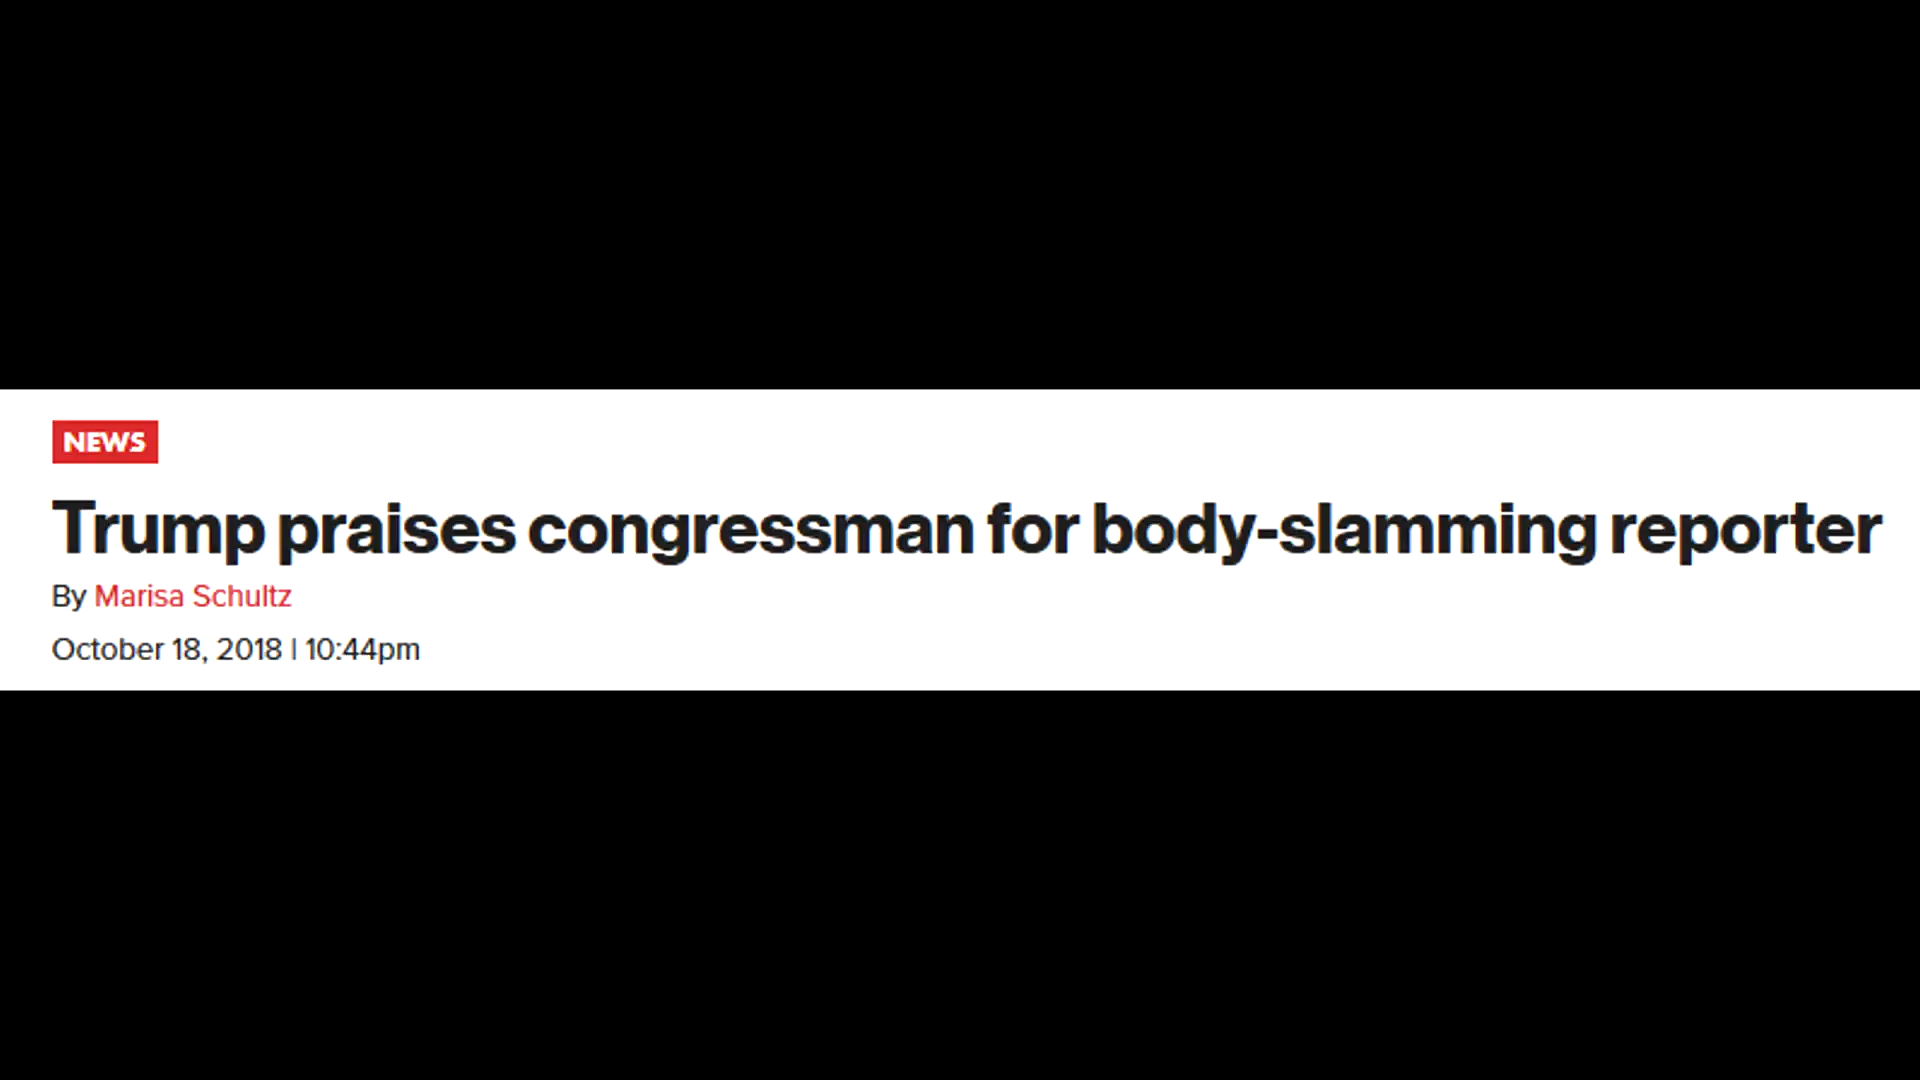 NEWS
Trump praises congressman for body-slamming reporter
By Marisa Schultz
October 18, 2018 | 10:44pm